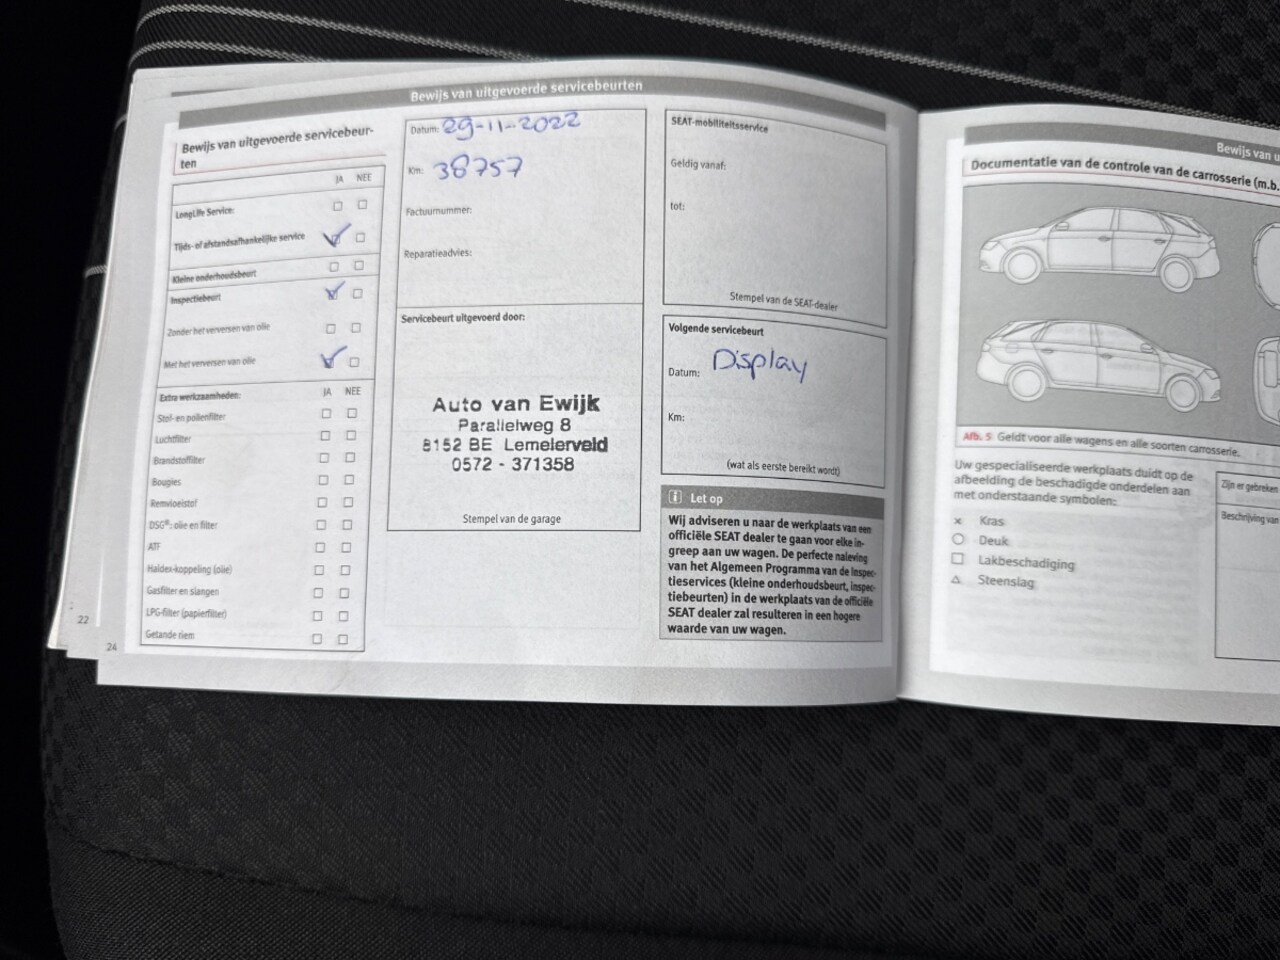 Bewijs van uitgevoerde servicebeurten
Bewijs van uitgevoerde servicebeur-
ten
JA NEE
LongLife Service:
Tijds- of afstandsafhankelijke service
Kleine onderhoudsbeurt
Inspectiebeurt
Zonder het verversen van olie
Met het verversen van olie
Extra werkzaamheden: JA NEE
Stof- en pollenfilter
Luchtfilter
Brandstoffilter
Bougies
Remvloeistof
DSG®: olie en filter
ATF
Haldex-koppeling (olie)
Gasfilter en slangen
LPG-filter (papierfilter)
Getande riem
22
24
Datum: 29-11-2022
Km: 38757
Factuurnummer:
Reparatieadvies:
Servicebeurt uitgevoerd door:
Auto van Ewijk
Parallelweg 8
8152 BE Lemelerveld
0572 - 371358
Stempel van de garage
SEAT-mobiliteitsservice
Geldig vanaf:
tot:
Stempel van de SEAT-dealer
Volgende servicebeurt
Datum: Display
Km:
(wat als eerste bereikt wordt)
i Let op
Wij adviseren u naar de werkplaats van een
officiële SEAT dealer te gaan voor elke in-
greep aan uw wagen. De perfecte naleving
van het Algemeen Programma van de Inspec-
tieservices (kleine onderhoudsbeurt, inspec-
tiebeurten) in de werkplaats van de officiële
SEAT dealer zal resulteren in een hogere
waarde van uw wagen.
Bewijs van u
Documentatie van de controle van de carrosserie (m.b.
Afb. 5 Geldt voor alle wagens en alle soorten carrosserie.
Uw gespecialiseerde werkplaats duidt op de
afbeelding de beschadigde onderdelen aan
met onderstaande symbolen:
× Kras
○ Deuk
□ Lakbeschadiging
△ Steenslag
Zijn er gebreken
Beschrijving van